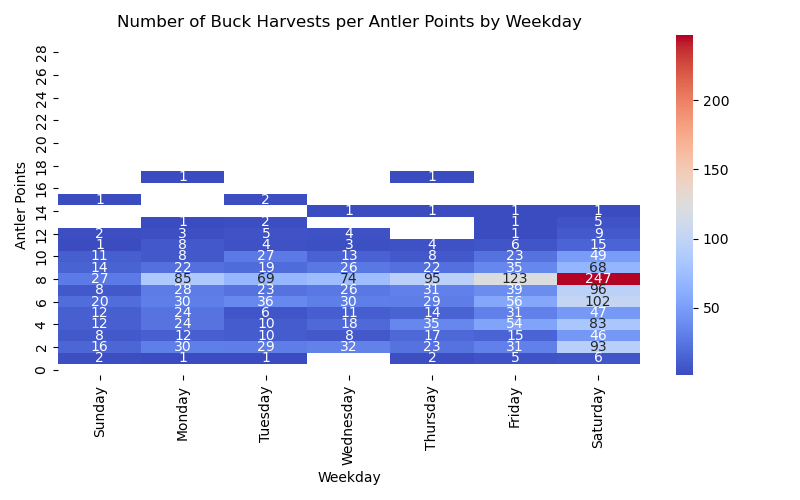 Number of Buck Harvests per Antler Points by Weekday
Antler Points
28
26
24
22
20
18
1 1
16
1 2
14 1 1 1 1
1 2 1 5
12 2 3 5 4 1 9
1 8 4 3 4 6 15
10 11 8 27 13 8 23 49
14 22 19 26 22 35 68
8 27 85 69 74 95 123 247
8 28 23 26 31 39 96
6 20 30 36 30 29 56 102
12 24 6 11 14 31 47
4 12 24 10 18 35 54 83
8 12 10 8 17 15 46
2 16 30 29 32 23 31 93
2 1 1 2 5 6
0
Sunday Monday Tuesday Wednesday Thursday Friday Saturday
Weekday
200
150
100
50